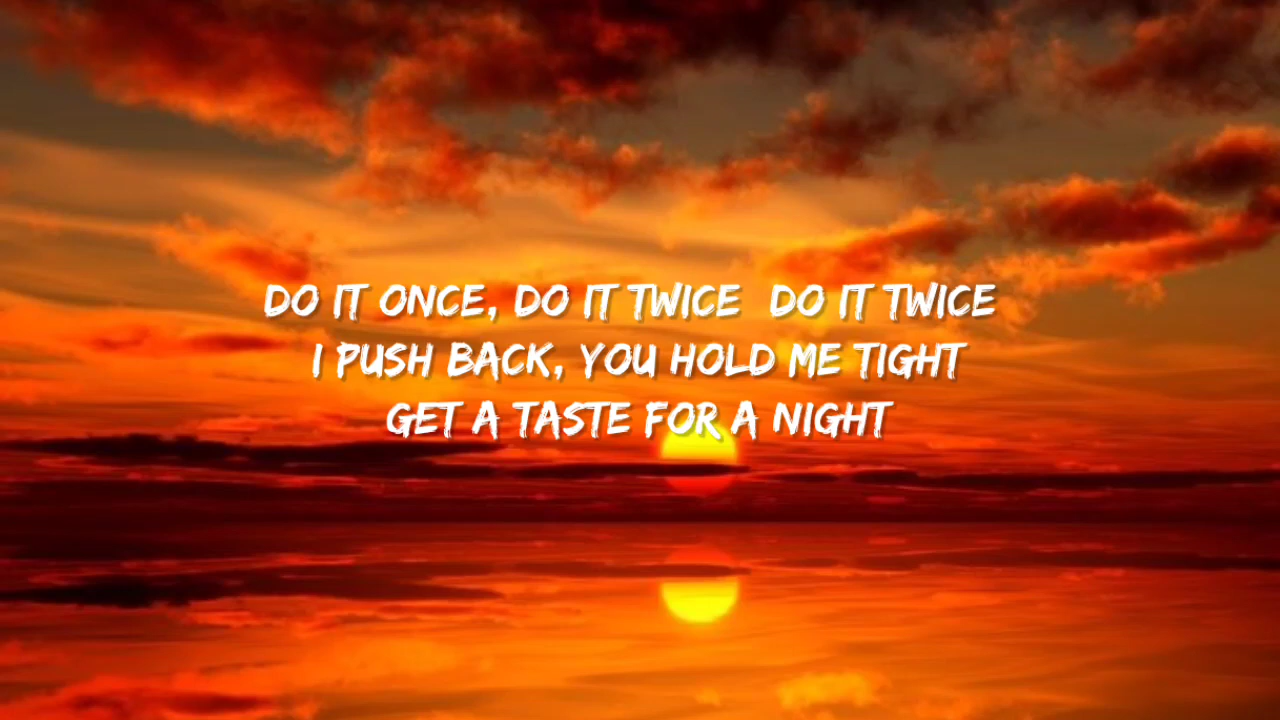 DO IT ONCE, DO IT TWICE  DO IT TWICE
I PUSH BACK, YOU HOLD ME TIGHT
GET A TASTE FOR A NIGHT